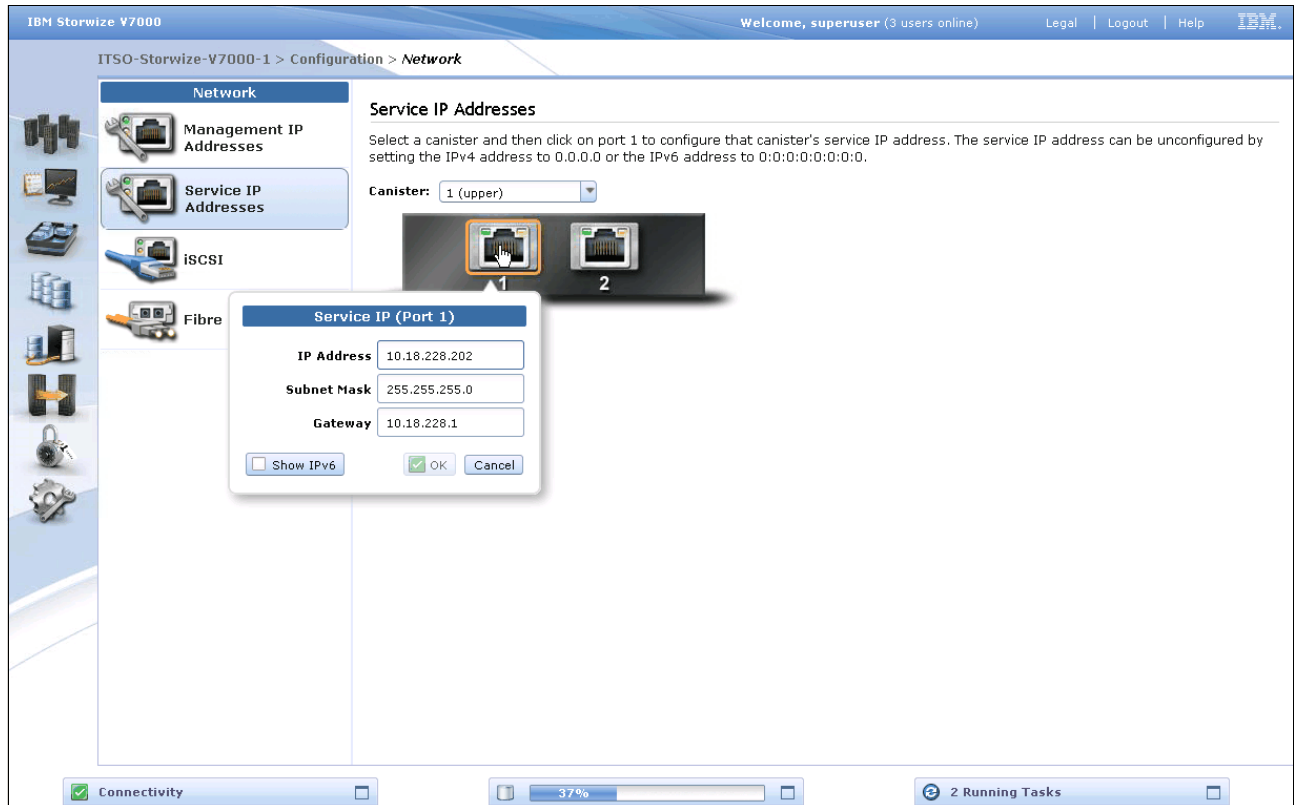 IBM Storwize V7000
Welcome, superuser (3 users online)
Legal | Logout | Help
IBM.
ITSO-Storwize-V7000-1 > Configuration > Network
Network
Management IP
Addresses
Service IP
Addresses
iSCSI
Fibre
Service IP Addresses
Select a canister and then click on port 1 to configure that canister's service IP address. The service IP address can be unconfigured by
setting the IPv4 address to 0.0.0.0 or the IPv6 address to 0:0:0:0:0:0:0:0.
Canister: 1 (upper)
1 2
Service IP (Port 1)
IP Address 10.18.228.202
Subnet Mask 255.255.255.0
Gateway 10.18.228.1
Show IPv6 OK Cancel
Connectivity
37%
2 Running Tasks